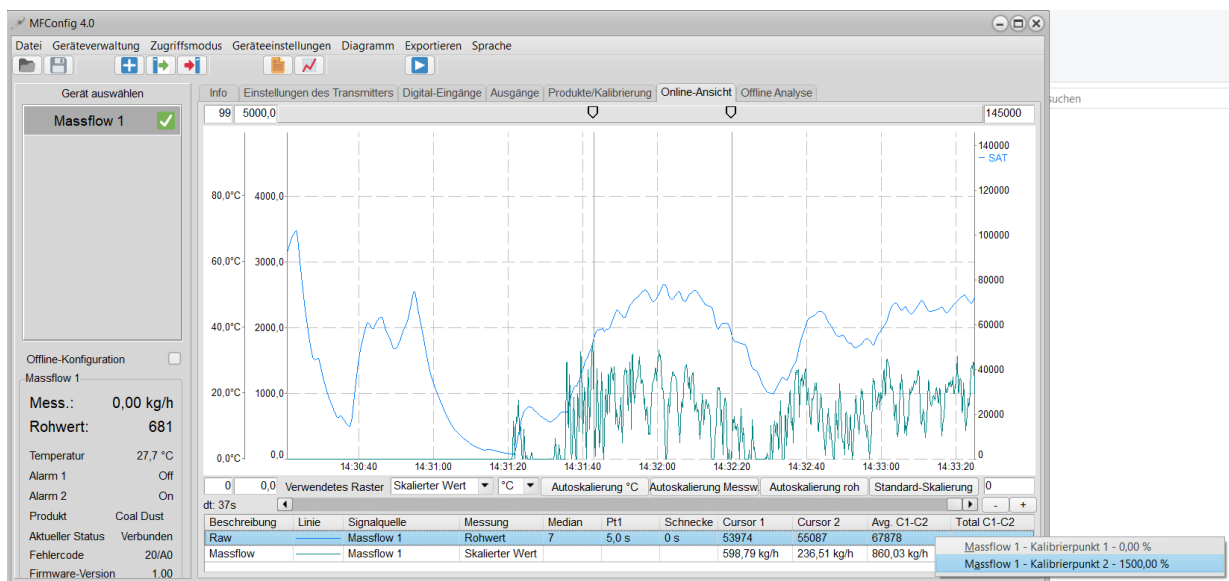 MFConfig 4.0
Datei Geräteverwaltung Zugriffsmodus Geräteeinstellungen Diagramm Exportieren Sprache
Gerät auswählen
Massflow 1
Offline-Konfiguration
Massflow 1
Mess.: 0,00 kg/h
Rohwert: 681
Temperatur 27,7 °C
Alarm 1 Off
Alarm 2 On
Produkt Coal Dust
Aktueller Status Verbunden
Fehlercode 20/A0
Firmware-Version 1.00
Info Einstellungen des Transmitters Digital-Eingänge Ausgänge Produkte/Kalibrierung Online-Ansicht Offline Analyse
99 5000,0 145000
140000
SAT
120000
80,0°C 4000,0
100000
60,0°C 3000,0
80000
40,0°C 2000,0
60000
40000
20,0°C 1000,0
20000
0,0°C 0,0 0
14:30:40 14:31:00 14:31:20 14:31:40 14:32:00 14:32:20 14:32:40 14:33:00 14:33:20
0 0,0 Verwendetes Raster Skalierter Wert °C Autoskalierung °C Autoskalierung Messw Autoskalierung roh Standard-Skalierung 0
dt: 37s - +
Beschreibung Linie Signalquelle Messung Median Pt1 Schnecke Cursor 1 Cursor 2 Avg. C1-C2 Total C1-C2
Raw Massflow 1 Rohwert 7 5,0 s 0 s 53974 55087 67878
Massflow Massflow 1 Skalierter Wert 598,79 kg/h 236,51 kg/h 860,03 kg/h
Massflow 1 - Kalibrierpunkt 1 - 0,00 %
Massflow 1 - Kalibrierpunkt 2 - 1500,00 %
suchen